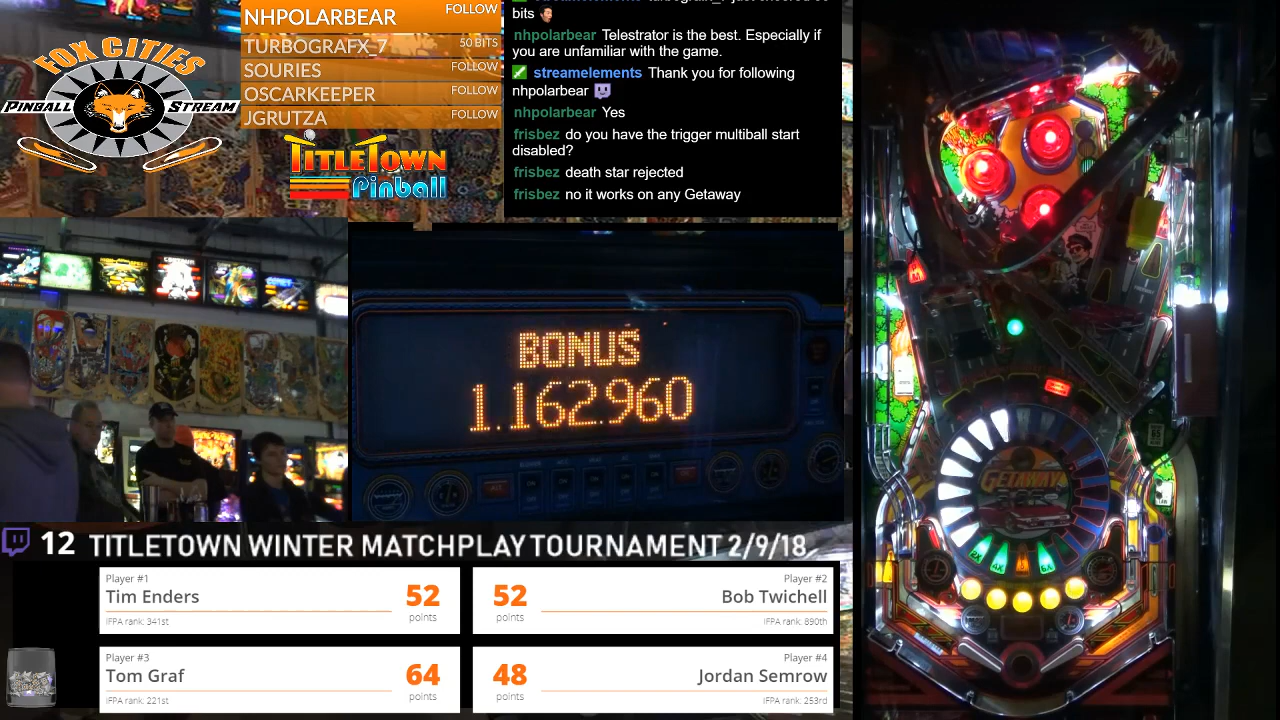 FOX CITIES
PINBALL STREAM
NHPOLARBEAR FOLLOW
TURBOGRAFX_7 50 BITS
SOURIES FOLLOW
OSCARKEEPER FOLLOW
JGRUTZA FOLLOW
TITLETOWN
Pinball
bits
nhpolarbear Telestrator is the best. Especially if
you are unfamiliar with the game.
streamelements Thank you for following
nhpolarbear
nhpolarbear Yes
frisbez do you have the trigger multiball start
disabled?
frisbez death star rejected
frisbez no it works on any Getaway
BONUS
1.162.960
GETAWAY
2X 4X 6X
12 TITLETOWN WINTER MATCHPLAY TOURNAMENT 2/9/18
Player #1
Tim Enders
IFPA rank: 341st
52
points
52
points
Player #2
Bob Twichell
IFPA rank: 890th
Player #3
Tom Graf
IFPA rank: 221st
64
points
48
points
Player #4
Jordan Semrow
IFPA rank: 253rd